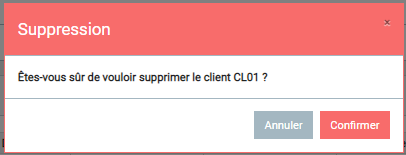 Suppression
x
Êtes-vous sûr de vouloir supprimer le client CL01 ?
Annuler
Confirmer